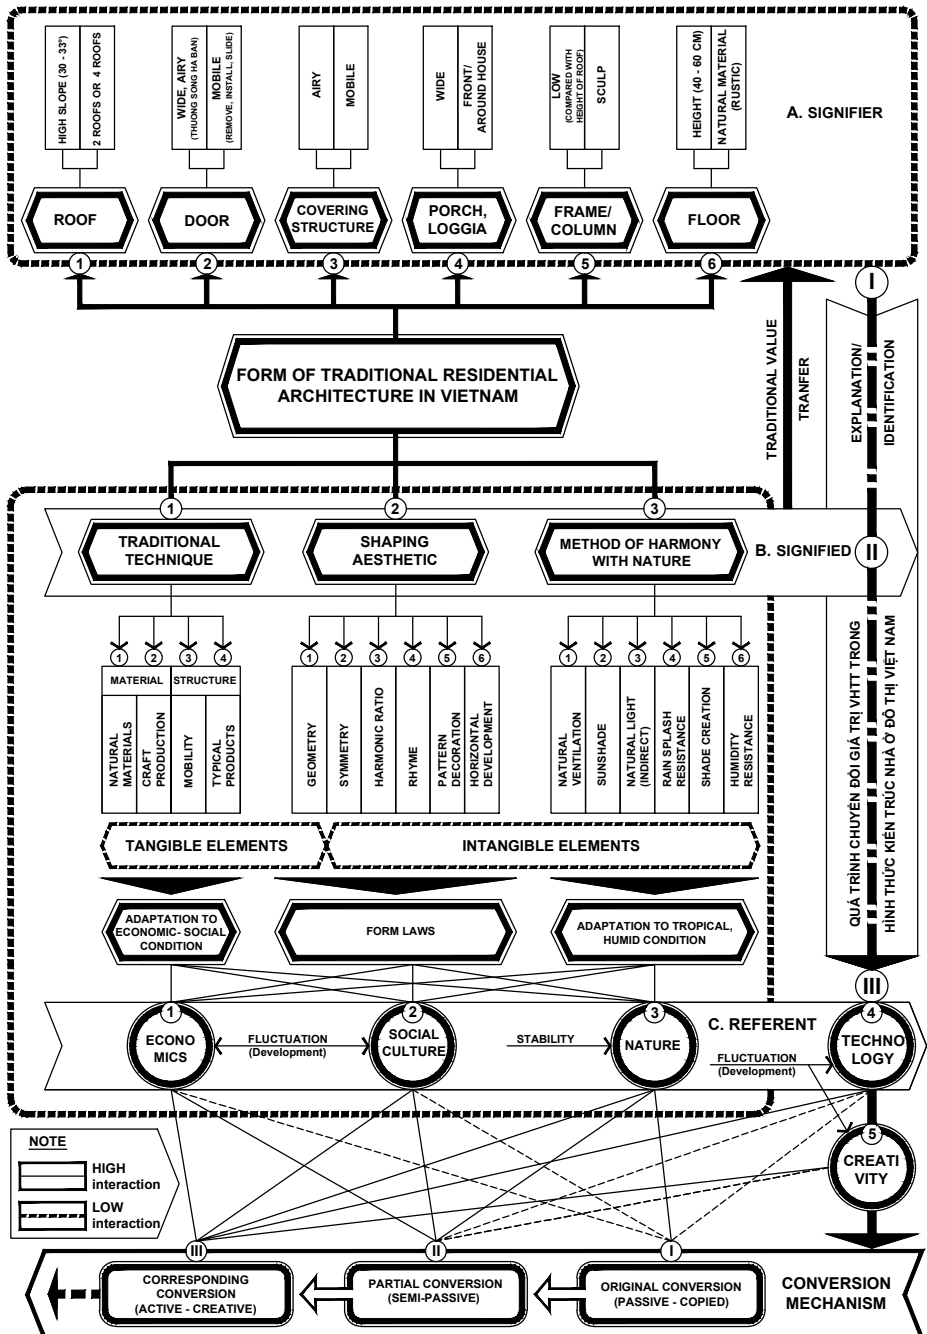 HIGH SLOPE (30 - 33°)
2 ROOFS OR 4 ROOFS
WIDE, AIRY
(THUONG SONG HA BAN)
MOBILE
(REMOVE, INSTALL, SLIDE)
AIRY
MOBILE
WIDE
FRONT/
AROUND HOUSE
LOW
(COMPARED WITH
HEIGHT OF ROOF)
SCULP
HEIGHT (40 - 60 CM)
NATURAL MATERIAL
(RUSTIC)
A. SIGNIFIER
ROOF
DOOR
COVERING
STRUCTURE
PORCH,
LOGGIA
FRAME/
COLUMN
FLOOR
1
2
3
4
5
6
I
FORM OF TRADITIONAL RESIDENTIAL
ARCHITECTURE IN VIETNAM
TRADITIONAL VALUE
TRANFER
EXPLANATION/
IDENTIFICATION
1
2
3
TRADITIONAL
TECHNIQUE
SHAPING
AESTHETIC
METHOD OF HARMONY
WITH NATURE
B. SIGNIFIED
II
1
2
3
4
1
2
3
4
5
6
1
2
3
4
5
6
MATERIAL
STRUCTURE
NATURAL
MATERIALS
CRAFT
PRODUCTION
MOBILITY
TYPICAL
PRODUCTS
GEOMETRY
SYMMETRY
HARMONIC RATIO
RHYME
PATTERN
DECORATION
HORIZONTAL
DEVELOPMENT
NATURAL
VENTILATION
SUNSHADE
NATURAL LIGHT
(INDIRECT)
RAIN SPLASH
RESISTANCE
SHADE CREATION
HUMIDITY
RESISTANCE
QUÁ TRÌNH CHUYỂN ĐỔI GIÁ TRỊ VHTT TRONG
HÌNH THỨC KIẾN TRÚC NHÀ Ở ĐÔ THỊ VIỆT NAM
TANGIBLE ELEMENTS
INTANGIBLE ELEMENTS
ADAPTATION TO
ECONOMIC- SOCIAL
CONDITION
FORM LAWS
ADAPTATION TO TROPICAL,
HUMID CONDITION
III
1
2
3
C. REFERENT
4
ECONO
MICS
FLUCTUATION
(Development)
SOCIAL
CULTURE
STABILITY
NATURE
FLUCTUATION
(Development)
TECHNO
LOGY
5
CREATI
VITY
NOTE
HIGH
interaction
LOW
interaction
III
II
I
CORRESPONDING
CONVERSION
(ACTIVE - CREATIVE)
PARTIAL CONVERSION
(SEMI-PASSIVE)
ORIGINAL CONVERSION
(PASSIVE - COPIED)
CONVERSION
MECHANISM